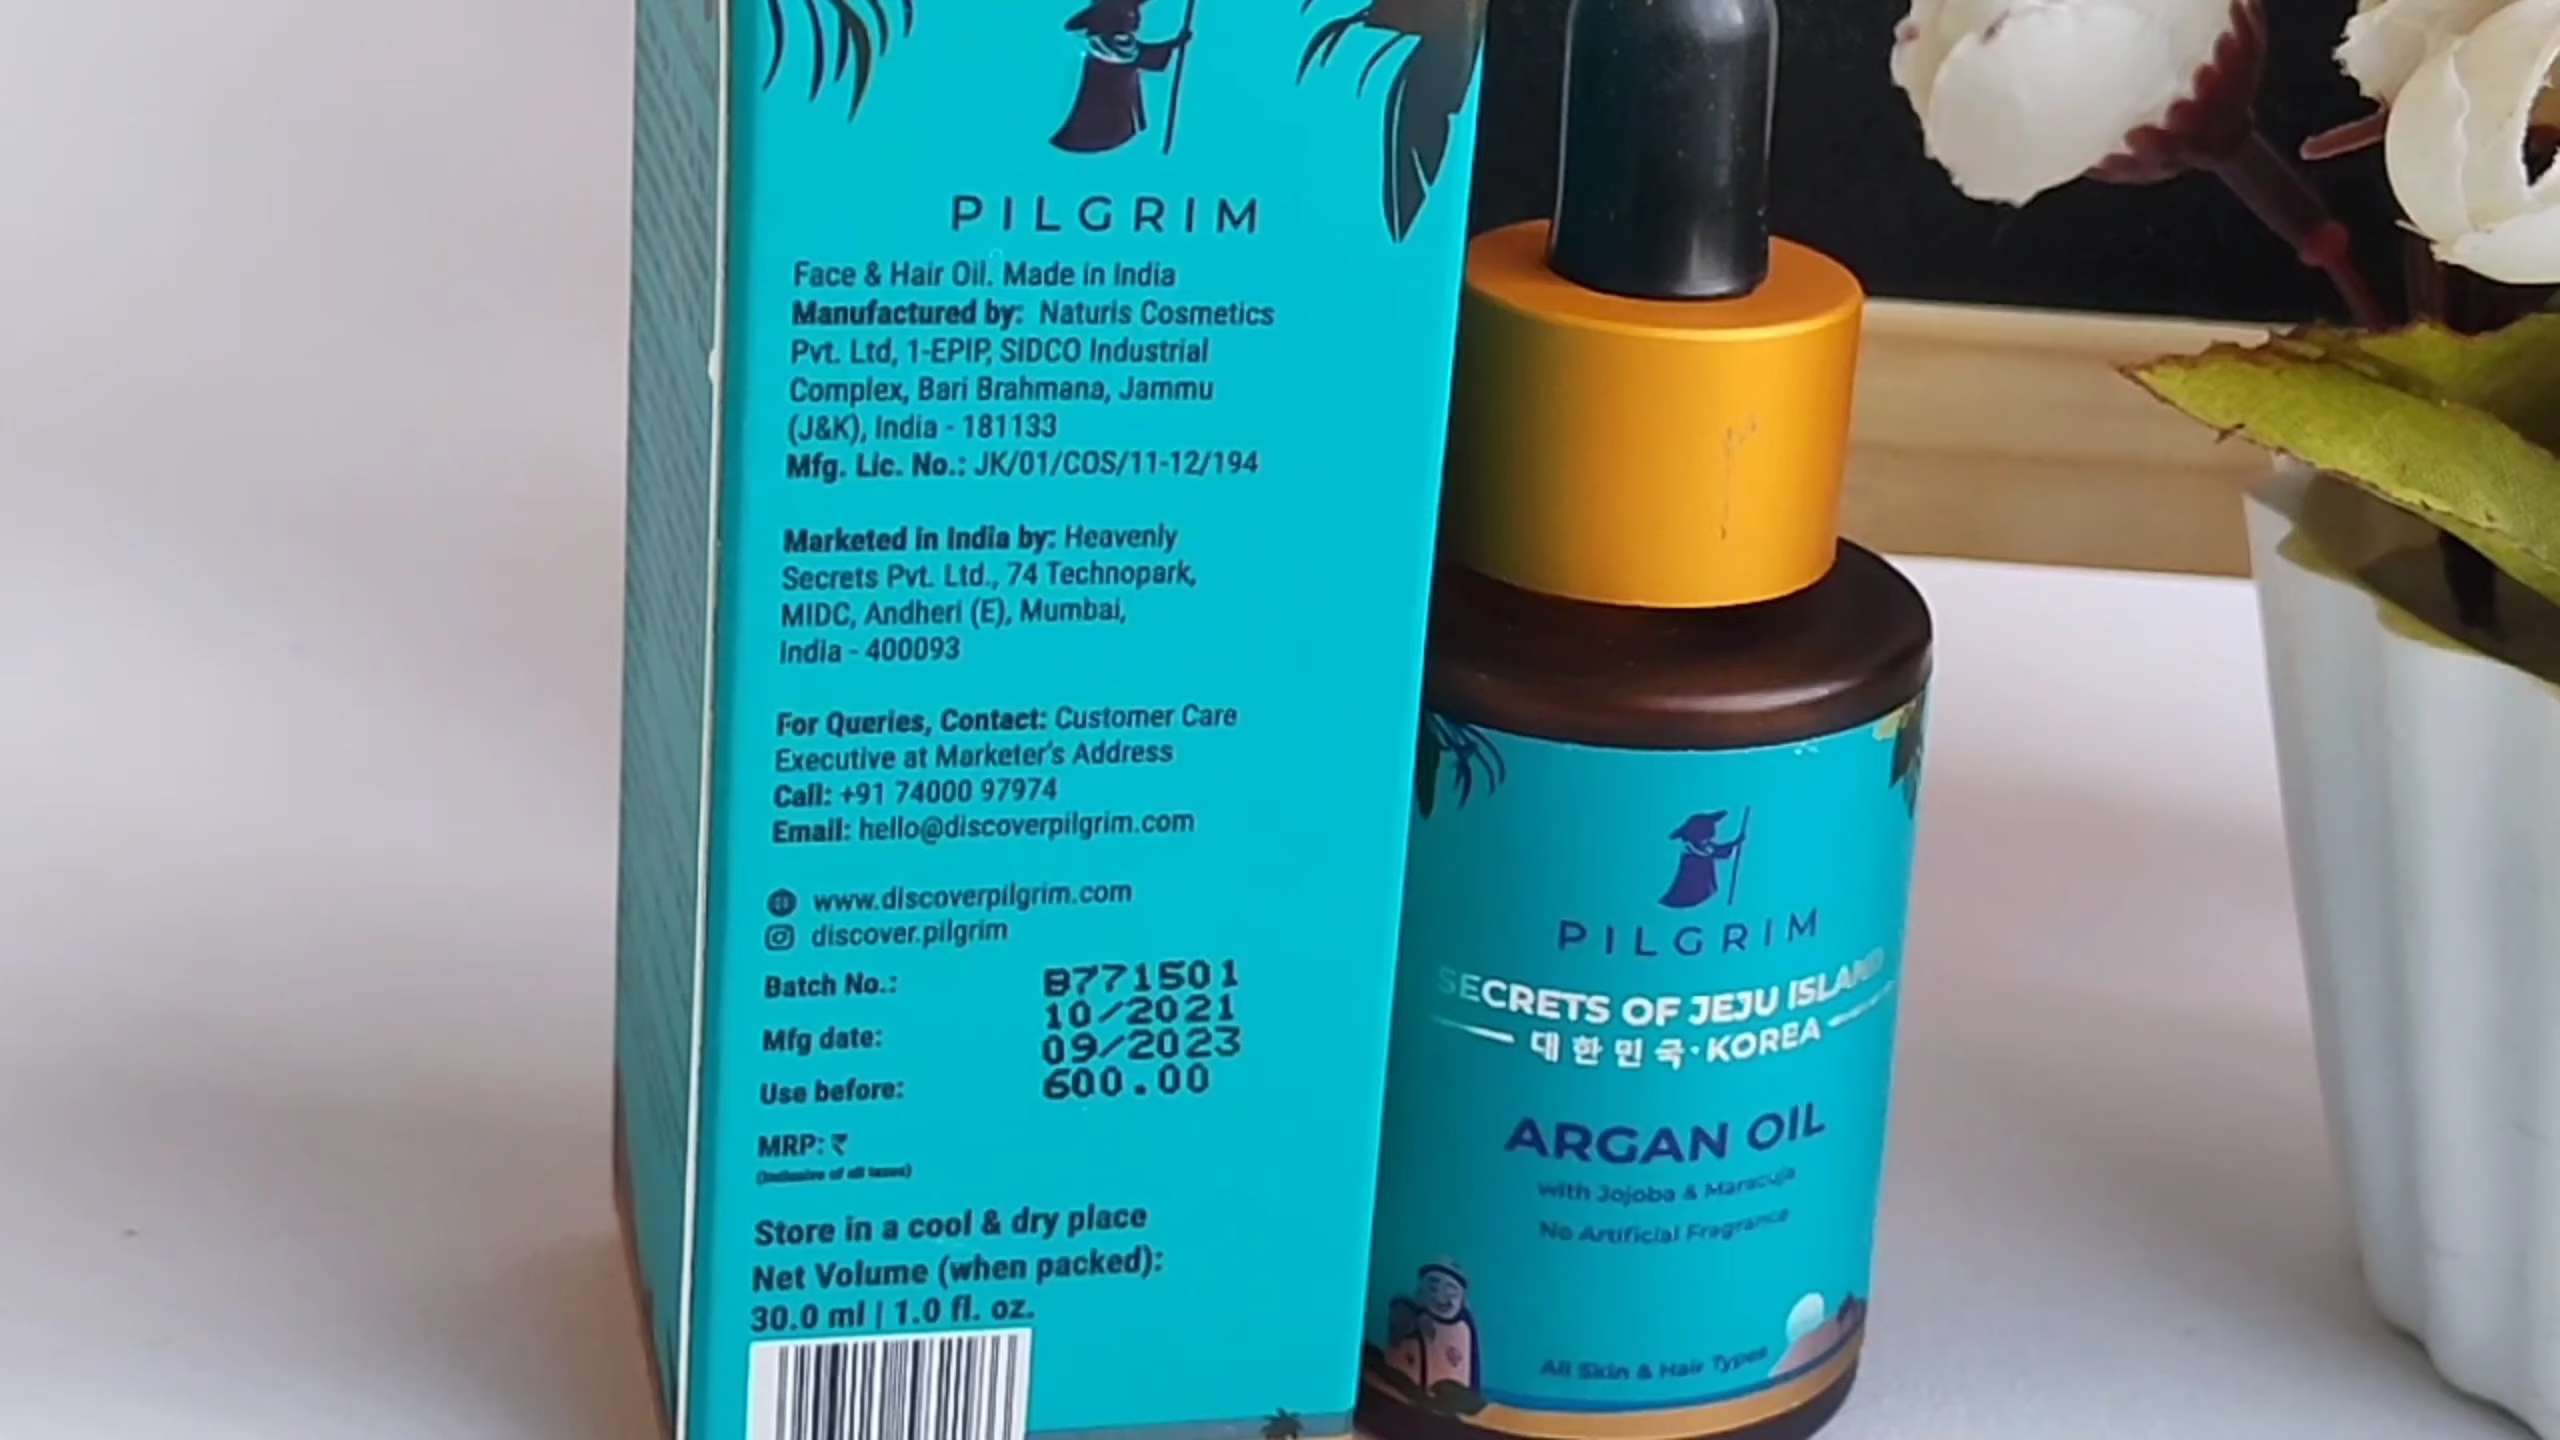 PILGRIM
Face & Hair Oil. Made in India
Manufactured by: Naturis Cosmetics
Pvt. Ltd, 1-EPIP, SIDCO Industrial
Complex, Bari Brahmana, Jammu
(J&K), India - 181133
Mfg. Lic. No.: JK/01/COS/11-12/194
Marketed in India by: Heavenly
Secrets Pvt. Ltd., 74 Technopark,
MIDC, Andheri (E), Mumbai,
India - 400093
For Queries, Contact: Customer Care
Executive at Marketer's Address
Call: +91 74000 97974
Email: hello@discoverpilgrim.com
www.discoverpilgrim.com
discover.pilgrim
Batch No.: B771501
Mfg date: 10/2021
Use before: 09/2023
MRP: ₹ 600.00
(Inclusive of all taxes)
Store in a cool & dry place
Net Volume (when packed):
30.0 ml | 1.0 fl. oz.
PILGRIM
SECRETS OF JEJU ISLAND
대한민국·KOREA
ARGAN OIL
with Jojoba & Maracuja
No Artificial Fragrance
All Skin & Hair Types